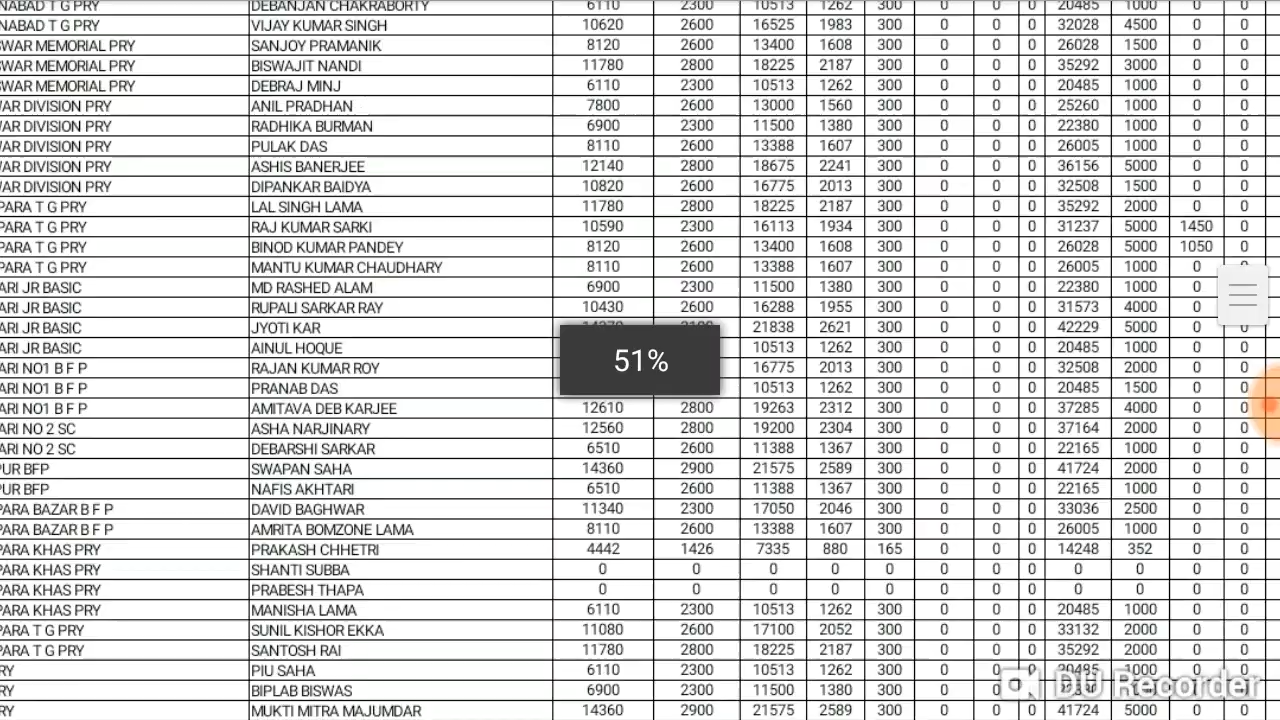 NABAD T G PRY DEBANJAN CHAKRABORTY 6110 2300 10513 1262 300 0 0 0 20485 1000 0 0
NABAD T G PRY VIJAY KUMAR SINGH 10620 2600 16525 1983 300 0 0 0 32028 4500 0 0
SWAR MEMORIAL PRY SANJOY PRAMANIK 8120 2600 13400 1608 300 0 0 0 26028 1500 0 0
SWAR MEMORIAL PRY BISWAJIT NANDI 11780 2800 18225 2187 300 0 0 0 35292 3000 0 0
SWAR MEMORIAL PRY DEBRAJ MINJ 6110 2300 10513 1262 300 0 0 0 20485 1000 0 0
AR DIVISION PRY ANIL PRADHAN 7800 2600 13000 1560 300 0 0 0 25260 1000 0 0
AR DIVISION PRY RADHIKA BURMAN 6900 2300 11500 1380 300 0 0 0 22380 1000 0 0
AR DIVISION PRY PULAK DAS 8110 2600 13388 1607 300 0 0 0 26005 1000 0 0
AR DIVISION PRY ASHIS BANERJEE 12140 2800 18675 2241 300 0 0 0 36156 5000 0 0
AR DIVISION PRY DIPANKAR BAIDYA 10820 2600 16775 2013 300 0 0 0 32508 1500 0 0
PARA T G PRY LAL SINGH LAMA 11780 2800 18225 2187 300 0 0 0 35292 2000 0 0
PARA T G PRY RAJ KUMAR SARKI 10590 2300 16113 1934 300 0 0 0 31237 5000 1450 0
PARA T G PRY BINOD KUMAR PANDEY 8120 2600 13400 1608 300 0 0 0 26028 5000 1050 0
PARA T G PRY MANTU KUMAR CHAUDHARY 8110 2600 13388 1607 300 0 0 0 26005 1000 0 0
ARI JR BASIC MD RASHED ALAM 6900 2300 11500 1380 300 0 0 0 22380 1000 0
ARI JR BASIC RUPALI SARKAR RAY 10430 2600 16288 1955 300 0 0 0 31573 4000 0
ARI JR BASIC JYOTI KAR 21838 2621 300 0 0 0 42229 5000 0 0
ARI JR BASIC AINUL HOQUE 10513 1262 300 0 0 0 20485 1000 0 0
51%
ARI NO1 B F P RAJAN KUMAR ROY 16775 2013 300 0 0 0 32508 2000 0 0
ARI NO1 B F P PRANAB DAS 10513 1262 300 0 0 0 20485 1500 0 0
ARI NO1 B F P AMITAVA DEB KARJEE 12610 2800 19263 2312 300 0 0 0 37285 4000 0 0
ARI NO 2 SC ASHA NARJINARY 12560 2800 19200 2304 300 0 0 0 37164 2000 0 0
ARI NO 2 SC DEBARSHI SARKAR 6510 2600 11388 1367 300 0 0 0 22165 1000 0 0
PUR BFP SWAPAN SAHA 14360 2900 21575 2589 300 0 0 0 41724 2000 0 0
PUR BFP NAFIS AKHTARI 6510 2600 11388 1367 300 0 0 0 22165 1000 0 0
PARA BAZAR B F P DAVID BAGHWAR 11340 2300 17050 2046 300 0 0 0 33036 2500 0 0
PARA BAZAR B F P AMRITA BOMZONE LAMA 8110 2600 13388 1607 300 0 0 0 26005 1000 0 0
PARA KHAS PRY PRAKASH CHHETRI 4442 1426 7335 880 165 0 0 0 14248 352 0 0
PARA KHAS PRY SHANTI SUBBA 0 0 0 0 0 0 0 0 0 0 0 0
PARA KHAS PRY PRABESH THAPA 0 0 0 0 0 0 0 0 0 0 0 0
PARA KHAS PRY MANISHA LAMA 6110 2300 10513 1262 300 0 0 0 20485 1000 0 0
PARA T G PRY SUNIL KISHOR EKKA 11080 2600 17100 2052 300 0 0 0 33132 2000 0 0
PARA T G PRY SANTOSH RAI 11780 2800 18225 2187 300 0 0 0 35292 2000 0 0
RY PIU SAHA 6110 2300 10513 1262 300 0 0 0 20485 1000 0 0
RY BIPLAB BISWAS 6900 2300 11500 1380 300 0 0
DU Recorder
RY MUKTI MITRA MAJUMDAR 14360 2900 21575 2589 300 0 0 0 41724 5000 0 0